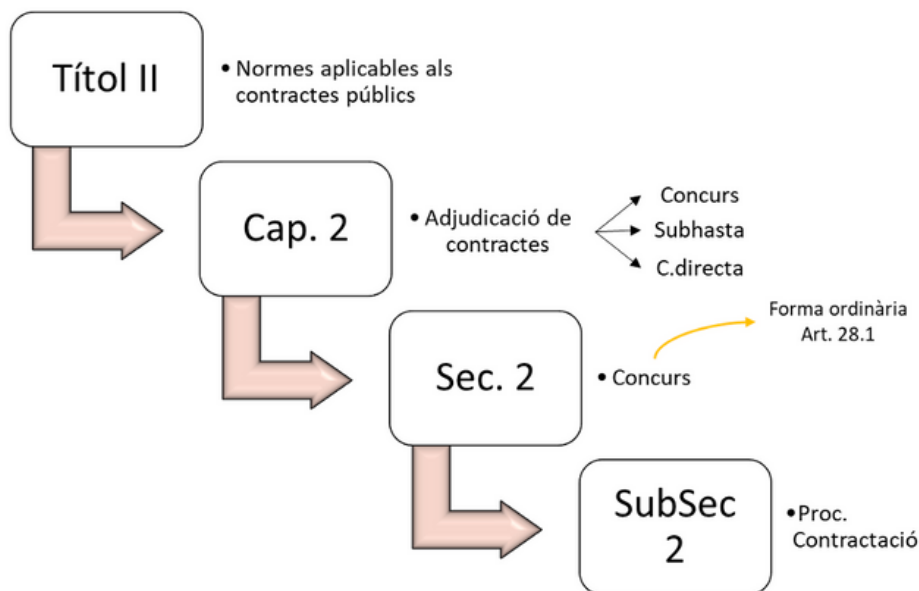 Títol II
• Normes aplicables als
contractes públics
Cap. 2
• Adjudicació de
contractes
Concurs
Subhasta
C.directa
Forma ordinària
Art. 28.1
Sec. 2
• Concurs
SubSec
2
•Proc.
Contractació